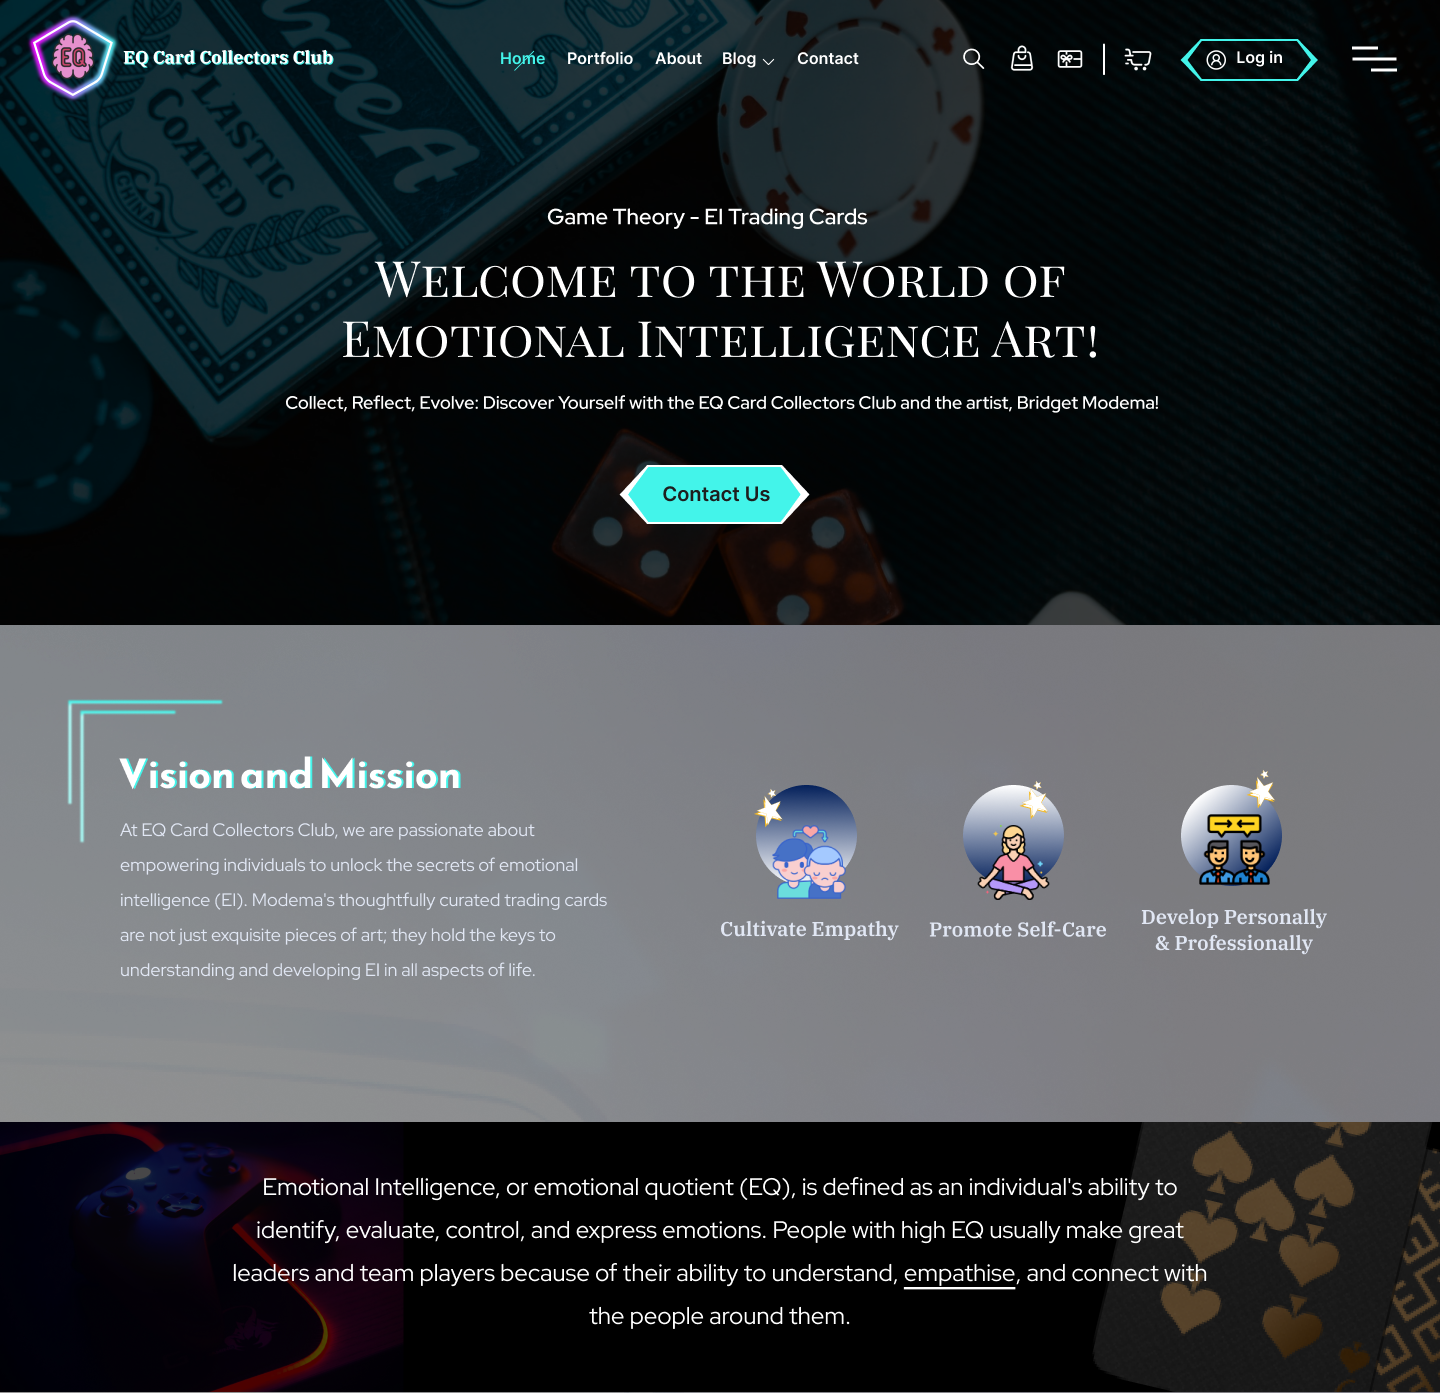 EQ
EQ Card Collectors Club
Home
Portfolio
About
Blog
Contact
Log in
LASTIC
COATED
CHINA
Game Theory - EI Trading Cards
Welcome to the World of
Emotional Intelligence Art!
Collect, Reflect, Evolve: Discover Yourself with the EQ Card Collectors Club and the artist, Bridget Modema!
Contact Us
Vision and Mission
At EQ Card Collectors Club, we are passionate about
empowering individuals to unlock the secrets of emotional
intelligence (EI). Modema's thoughtfully curated trading cards
are not just exquisite pieces of art; they hold the keys to
understanding and developing EI in all aspects of life.
Cultivate Empathy
Promote Self-Care
Develop Personally
& Professionally
Emotional Intelligence, or emotional quotient (EQ), is defined as an individual's ability to
identify, evaluate, control, and express emotions. People with high EQ usually make great
leaders and team players because of their ability to understand, empathise, and connect with
the people around them.